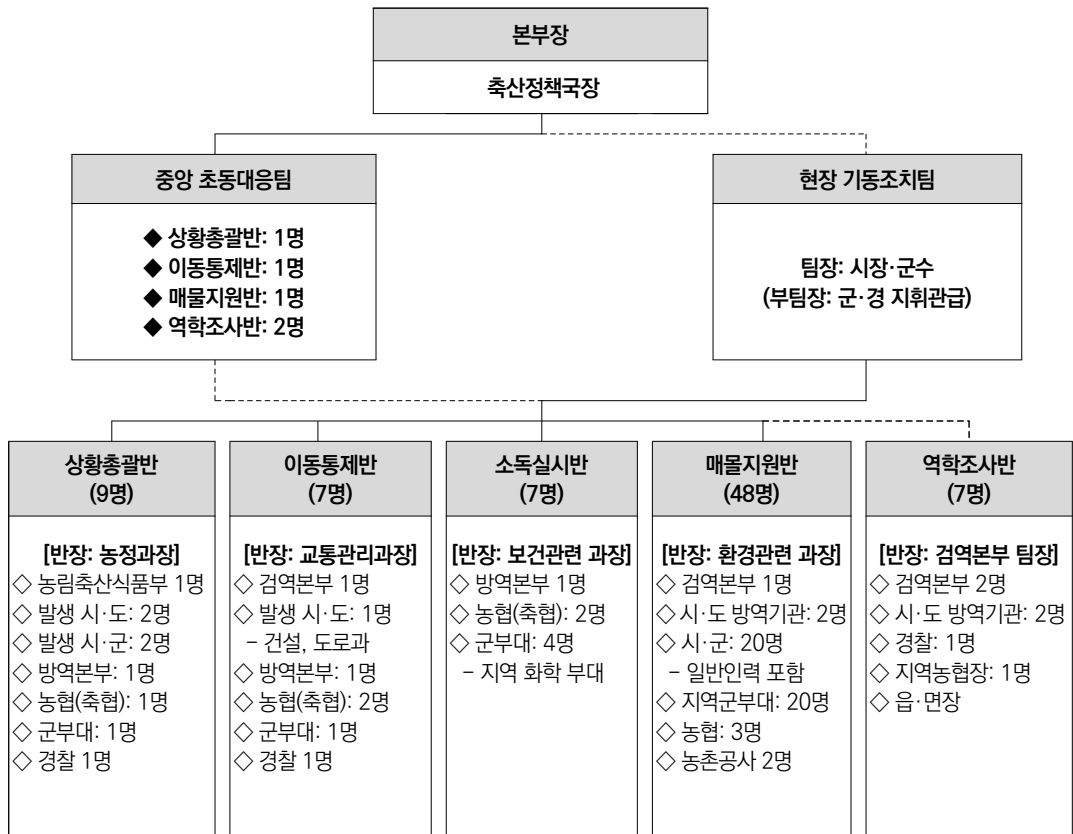 본부장
축산정책국장
중앙 초동대응팀
◆ 상황총괄반: 1명
◆ 이동통제반: 1명
◆ 매몰지원반: 1명
◆ 역학조사반: 2명
현장 기동조치팀
팀장: 시장·군수
(부팀장: 군·경 지휘관급)
상황총괄반
(9명)
[반장: 농정과장]
◇ 농림축산식품부 1명
◇ 발생 시·도: 2명
◇ 발생 시·군: 2명
◇ 방역본부: 1명
◇ 농협(축협): 1명
◇ 군부대: 1명
◇ 경찰 1명
이동통제반
(7명)
[반장: 교통관리과장]
◇ 검역본부 1명
◇ 발생 시·도: 1명
– 건설, 도로과
◇ 방역본부: 1명
◇ 농협(축협): 2명
◇ 군부대: 1명
◇ 경찰 1명
소독실시반
(7명)
[반장: 보건관련 과장]
◇ 방역본부 1명
◇ 농협(축협): 2명
◇ 군부대: 4명
– 지역 화학 부대
매몰지원반
(48명)
[반장: 환경관련 과장]
◇ 검역본부 1명
◇ 시·도 방역기관: 2명
◇ 시·군: 20명
– 일반인력 포함
◇ 지역군부대: 20명
◇ 농협: 3명
◇ 농촌공사 2명
역학조사반
(7명)
[반장: 검역본부 팀장]
◇ 검역본부 2명
◇ 시·도 방역기관: 2명
◇ 경찰: 1명
◇ 지역농협장: 1명
◇ 읍·면장